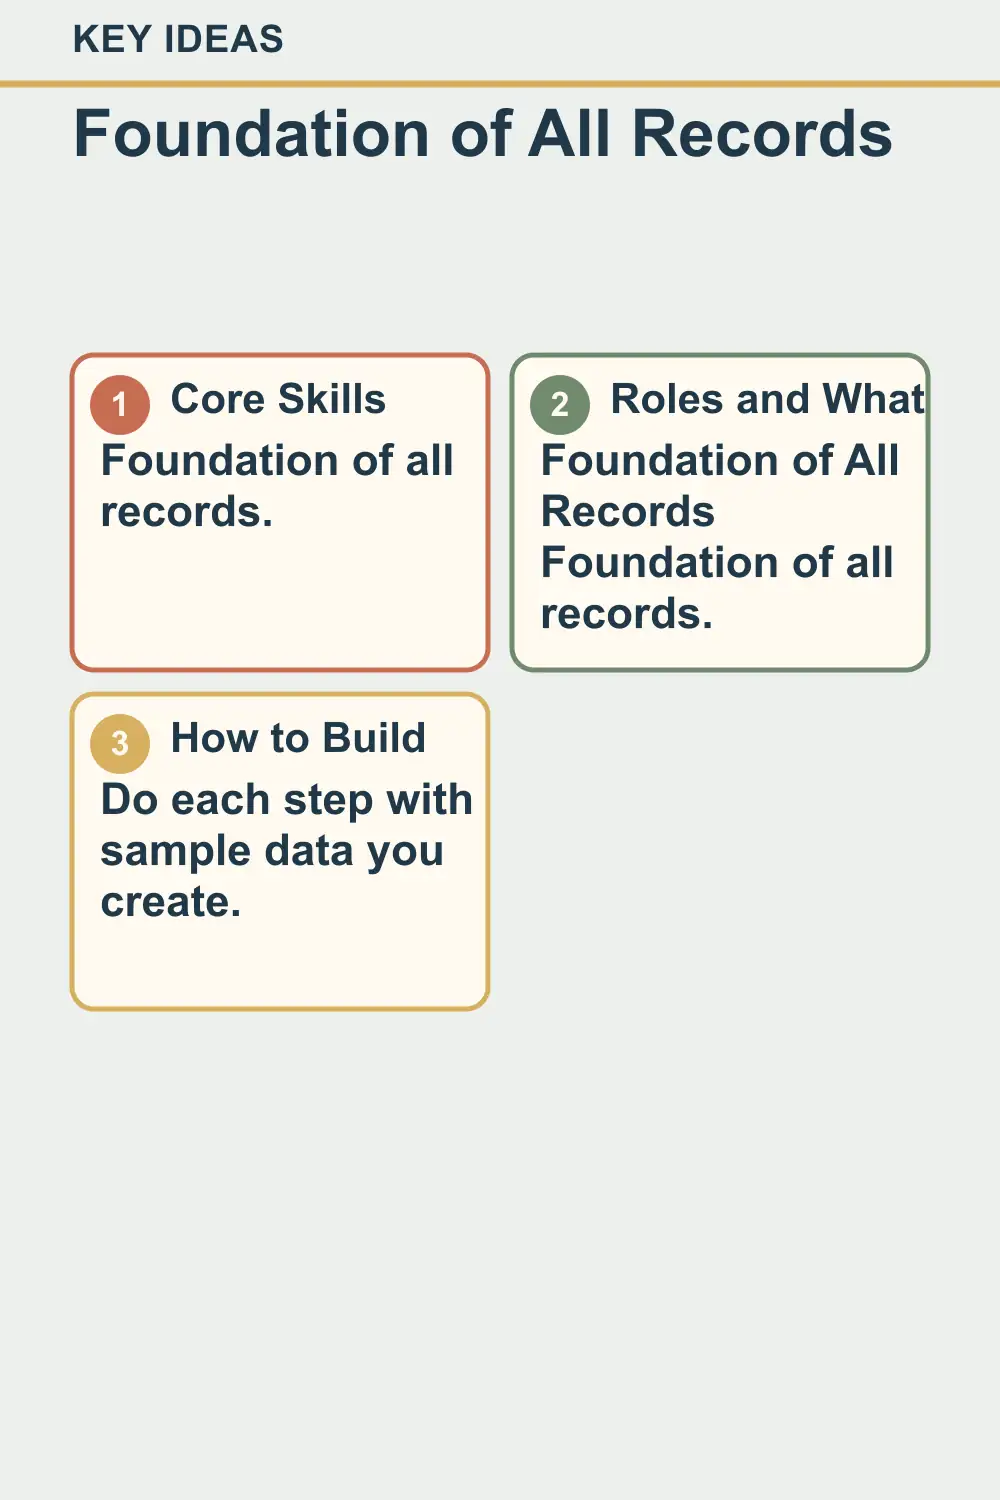 KEY IDEAS
Foundation of All Records
1 Core Skills
Foundation of all
records.
2 Roles and What
Foundation of All
Records
Foundation of all
records.
3 How to Build
Do each step with
sample data you
create.